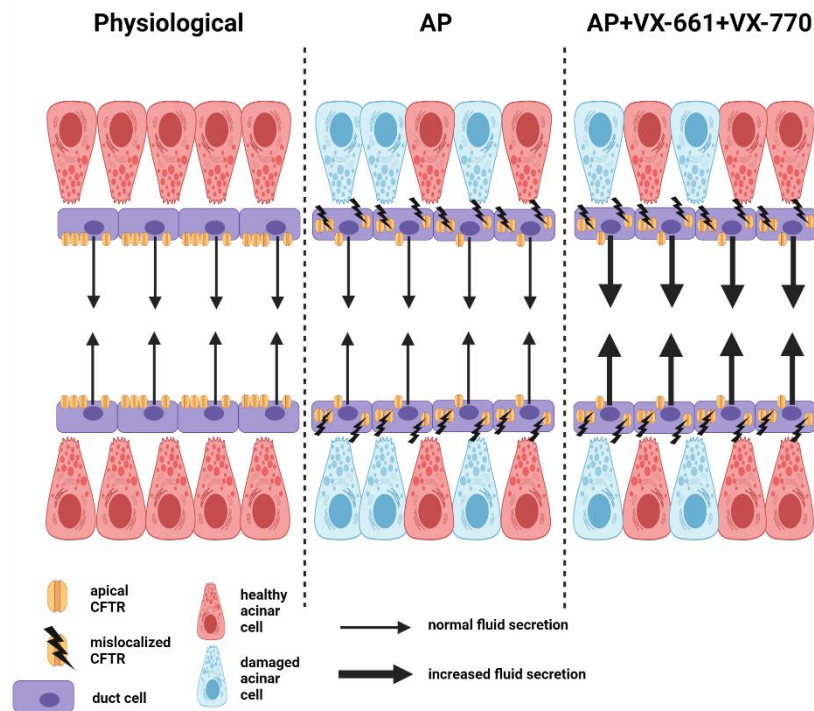 Physiological
AP
AP+VX-661+VX-770
apical
CFTR
mislocalized
CFTR
duct cell
healthy
acinar
cell
damaged
acinar
cell
normal fluid secretion
increased fluid secretion